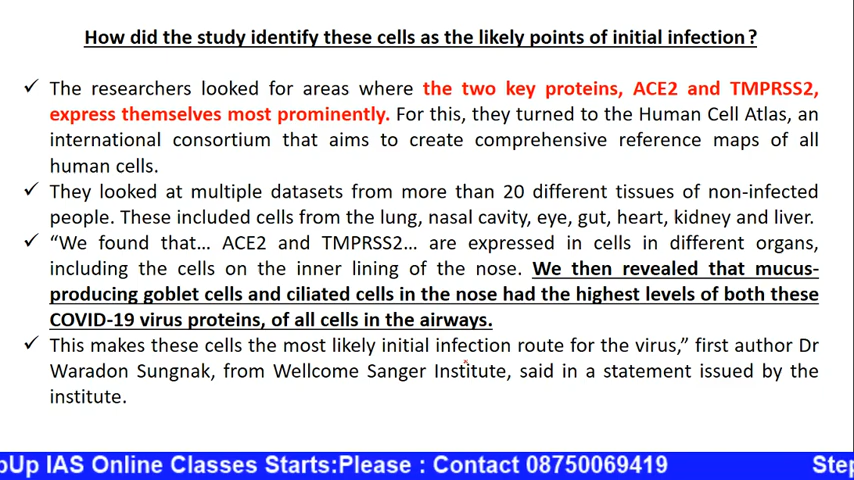 How did the study identify these cells as the likely points of initial infection?
✓ The researchers looked for areas where the two key proteins, ACE2 and TMPRSS2,
express themselves most prominently. For this, they turned to the Human Cell Atlas, an
international consortium that aims to create comprehensive reference maps of all
human cells.
✓ They looked at multiple datasets from more than 20 different tissues of non-infected
people. These included cells from the lung, nasal cavity, eye, gut, heart, kidney and liver.
✓ “We found that… ACE2 and TMPRSS2… are expressed in cells in different organs,
including the cells on the inner lining of the nose. We then revealed that mucus-
producing goblet cells and ciliated cells in the nose had the highest levels of both these
COVID-19 virus proteins, of all cells in the airways.
✓ This makes these cells the most likely initial infection route for the virus,” first author Dr
Waradon Sungnak, from Wellcome Sanger Institute, said in a statement issued by the
institute.
pUp IAS Online Classes Starts:Please : Contact 08750069419 Step